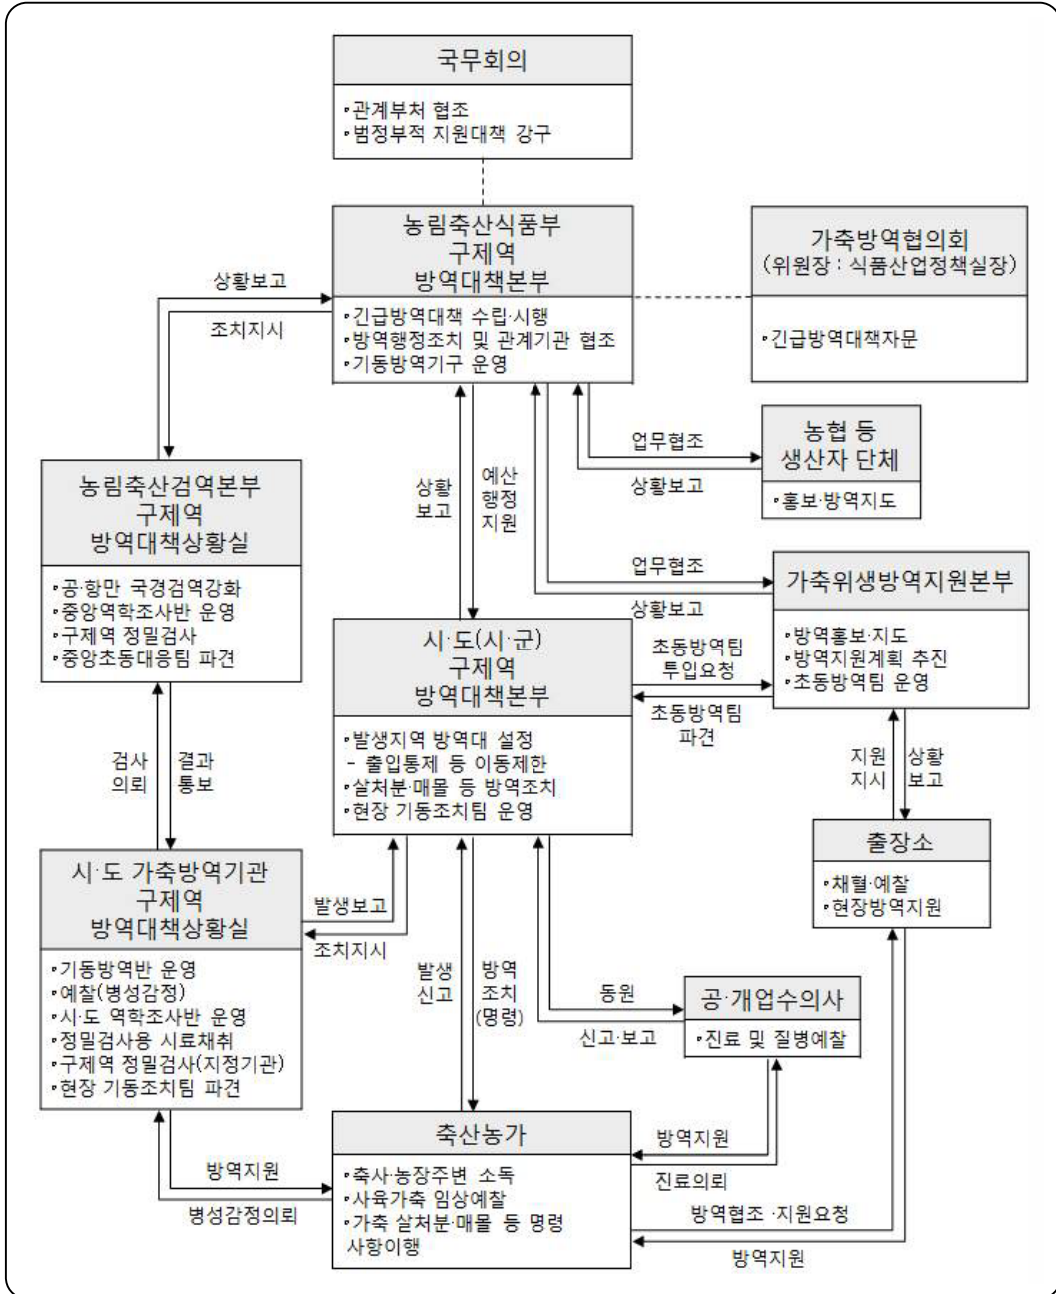 국무회의
•관계부처 협조
•범정부적 지원대책 강구
농림축산식품부
구제역
방역대책본부
•긴급방역대책 수립·시행
•방역행정조치 및 관계기관 협조
•기동방역기구 운영
가축방역협의회
(위원장 : 식품산업정책실장)
•긴급방역대책자문
상황보고
조치지시
업무협조
상황보고
농협 등
생산자 단체
•홍보·방역지도
농림축산검역본부
구제역
방역대책상황실
•공·항만 국경검역강화
•중앙역학조사반 운영
•구제역 정밀검사
•중앙초동대응팀 파견
상황
보고
예산
행정
지원
업무협조
상황보고
가축위생방역지원본부
•방역홍보·지도
•방역지원계획 추진
•초동방역팀 운영
시·도(시·군)
구제역
방역대책본부
•발생지역 방역대 설정
- 출입통제 등 이동제한
•살처분·매몰 등 방역조치
•현장 기동조치팀 운영
초동방역팀
투입요청
초동방역팀
파견
검사
의뢰
결과
통보
지원
지시
상황
보고
출장소
•채혈·예찰
•현장방역지원
시·도 가축방역기관
구제역
방역대책상황실
•기동방역반 운영
•예찰(병성감정)
•시·도 역학조사반 운영
•정밀검사용 시료채취
•구제역 정밀검사(지정기관)
•현장 기동조치팀 파견
발생보고
조치지시
발생
신고
방역
조치
(명령)
동원
신고·보고
공·개업수의사
•진료 및 질병예찰
방역지원
병성감정의뢰
축산농가
•축사·농장주변 소독
•사육가축 임상예찰
•가축 살처분·매몰 등 명령
사항이행
방역지원
진료의뢰
방역협조 ·지원요청
방역지원